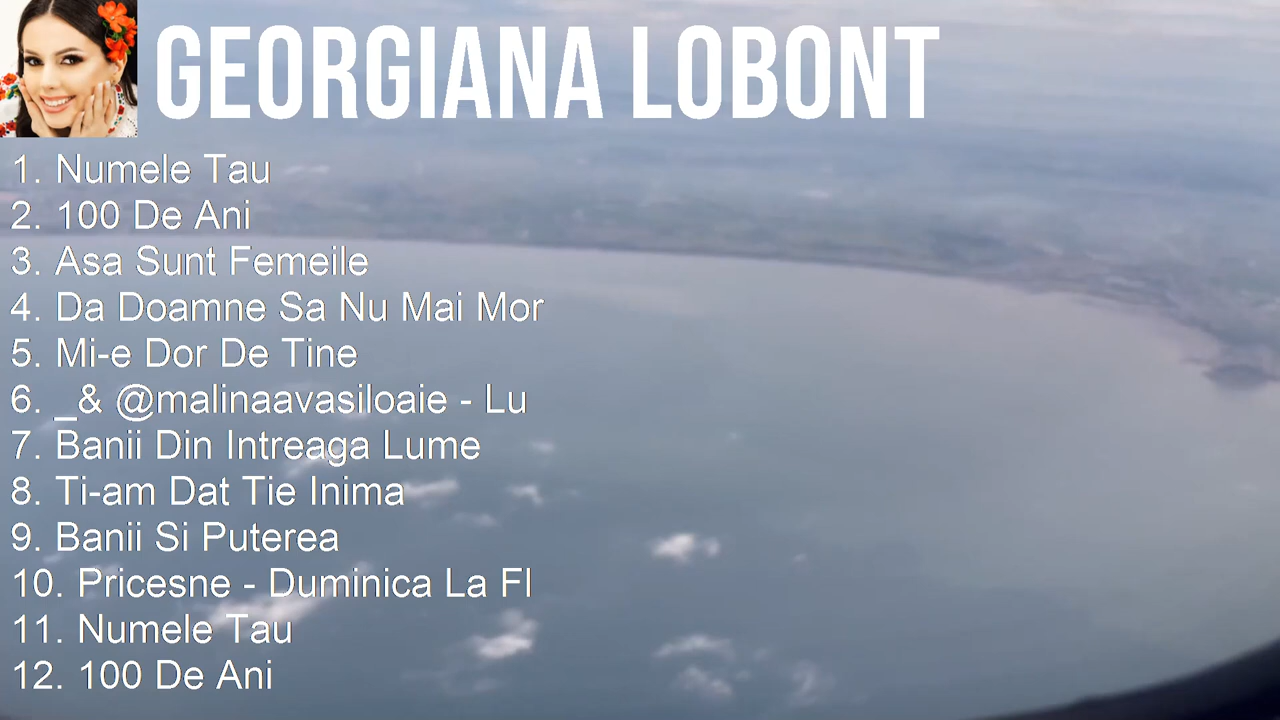 GEORGIANA LOBONT
1. Numele Tau
2. 100 De Ani
3. Asa Sunt Femeile
4. Da Doamne Sa Nu Mai Mor
5. Mi-e Dor De Tine
6. _& @malinaavasiloaie - Lu
7. Banii Din Intreaga Lume
8. Ti-am Dat Tie Inima
9. Banii Si Puterea
10. Pricesne - Duminica La Fl
11. Numele Tau
12. 100 De Ani